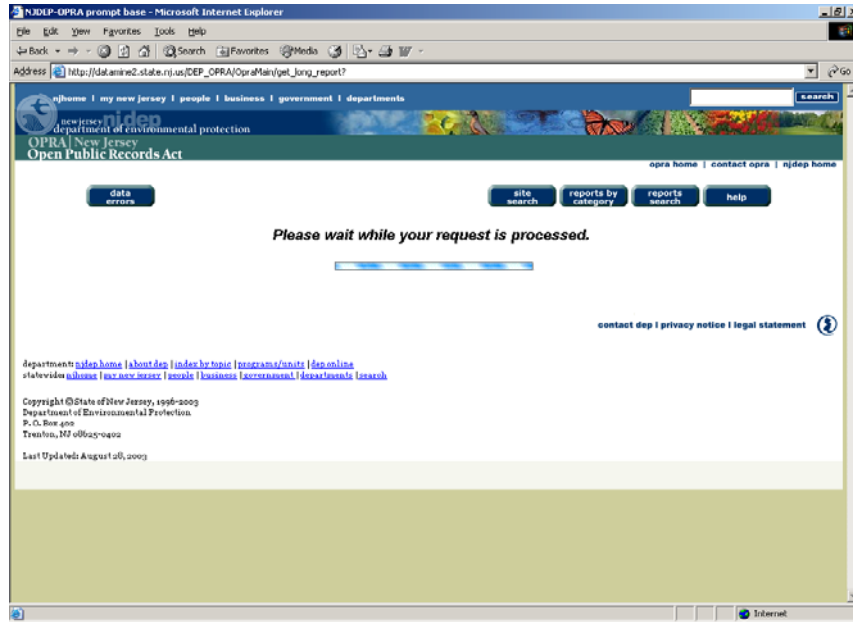 NJDEP-OPRA prompt base - Microsoft Internet Explorer
File Edit View Favorites Tools Help
Back Search Favorites Media
Address http://datamine2.state.nj.us/DEP_OPRA/OpraMain/get_long_report? Go
njhome | my new jersey | people | business | government | departments search
new jersey nj dep
department of environmental protection
OPRA | New Jersey
Open Public Records Act
opra home | contact opra | njdep home
data errors site search reports by category reports search help
Please wait while your request is processed.
contact dep | privacy notice | legal statement
department: njdep home | about dep | index by topic | programs/units | dep online
statewide: njhome | my new jersey | people | business | government | departments | search
Copyright © State of New Jersey, 1996-2003
Department of Environmental Protection
P. O. Box 402
Trenton, NJ 08625-0402
Last Updated: August 28, 2003
Internet